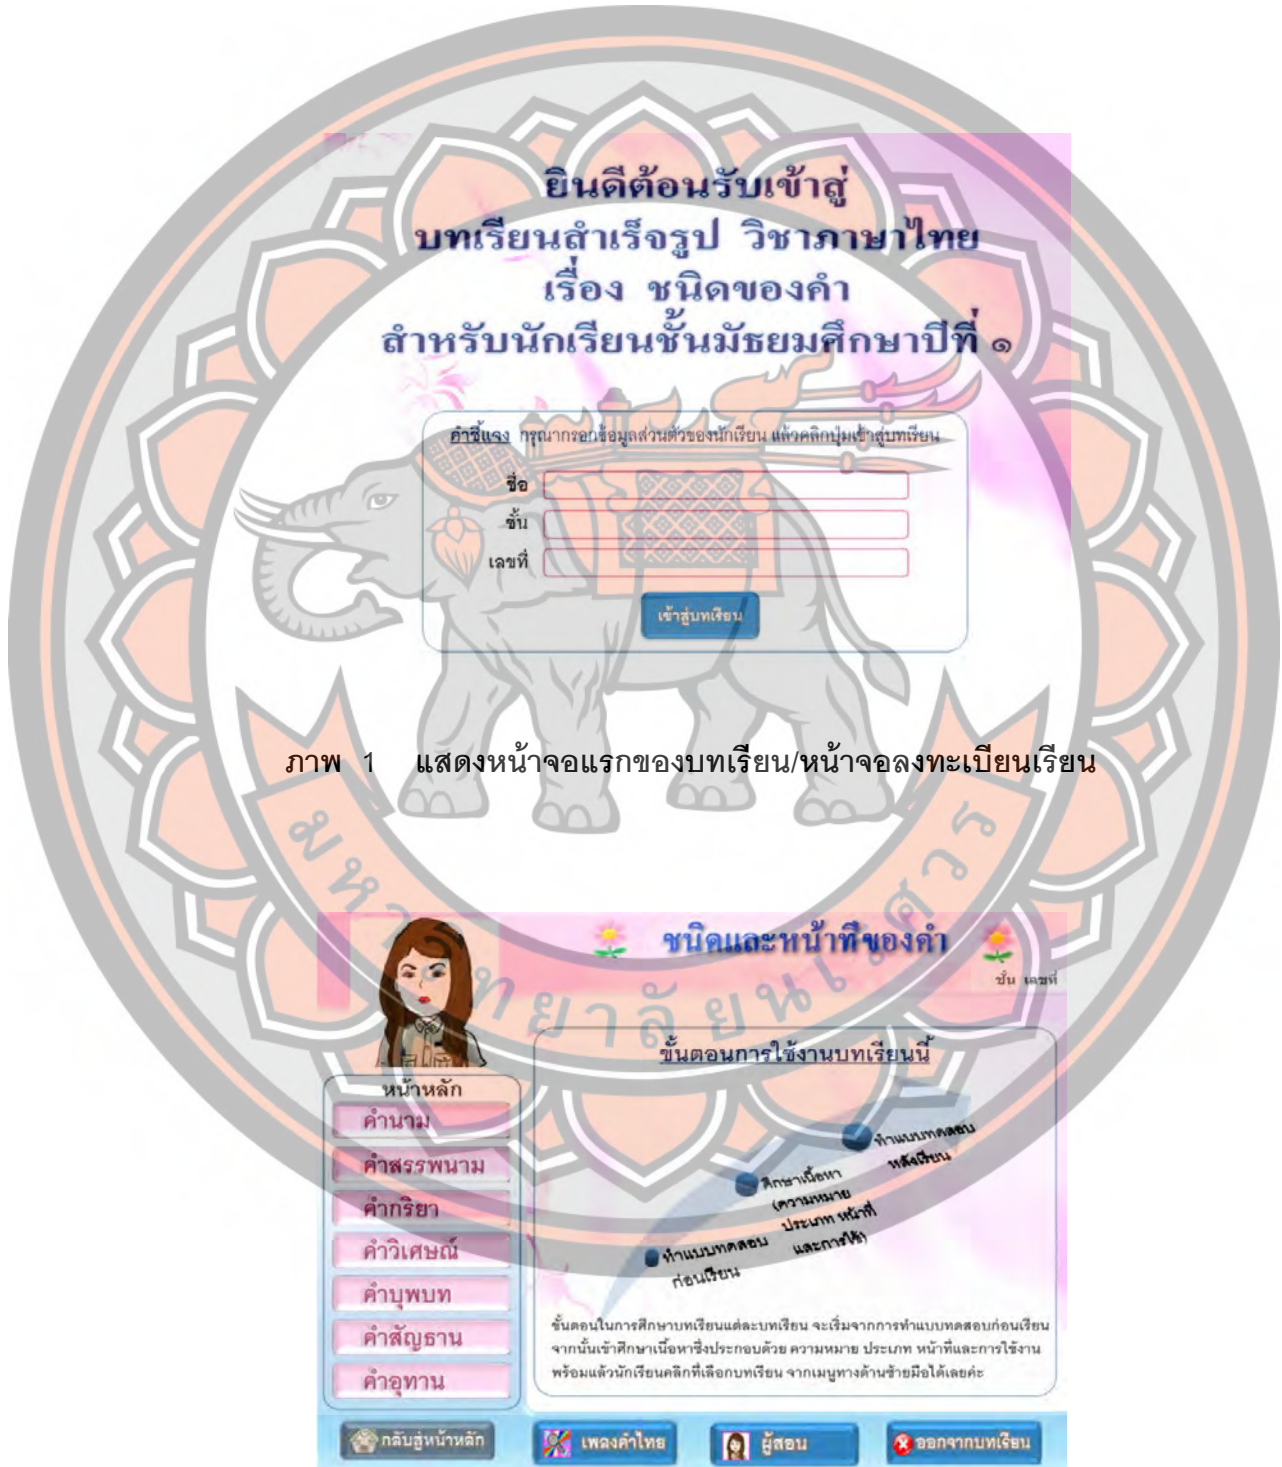 ยินดีต้อนรับเข้าสู่
บทเรียนสำเร็จรูป วิชาภาษาไทย
เรื่อง ชนิดของคำ
สำหรับนักเรียนชั้นมัธยมศึกษาปีที่ ๑
คำชี้แจง กรุณากรอกข้อมูลส่วนตัวของนักเรียน แล้วคลิกปุ่มเข้าสู่บทเรียน
ชื่อ
ชั้น
เลขที่
เข้าสู่บทเรียน
ภาพ 1 แสดงหน้าจอแรกของบทเรียน/หน้าจอลงทะเบียนเรียน
มหาวิทยาลัยนเรศวร
ชนิดและหน้าที่ของคำ
ชั้น เลขที่
หน้าหลัก
คำนาม
คำสรรพนาม
คำกริยา
คำวิเศษณ์
คำบุพบท
คำสัญธาน
คำอุทาน
ขั้นตอนการใช้งานบทเรียนนี้
ทำแบบทดสอบ
หลังเรียน
ศึกษาเนื้อหา
(ความหมาย
ประเภท หน้าที่
และการใช้)
ทำแบบทดสอบ
ก่อนเรียน
ขั้นตอนในการศึกษาบทเรียนแต่ละบทเรียน จะเริ่มจากการทำแบบทดสอบก่อนเรียน
จากนั้นเข้าศึกษาเนื้อหาซึ่งประกอบด้วย ความหมาย ประเภท หน้าที่และการใช้งาน
พร้อมแล้วนักเรียนคลิกที่เลือกบทเรียน จากเมนูทางด้านซ้ายมือได้เลยค่ะ
กลับสู่หน้าหลัก
เพลงคำไทย
ผู้สอน
ออกจากบทเรียน